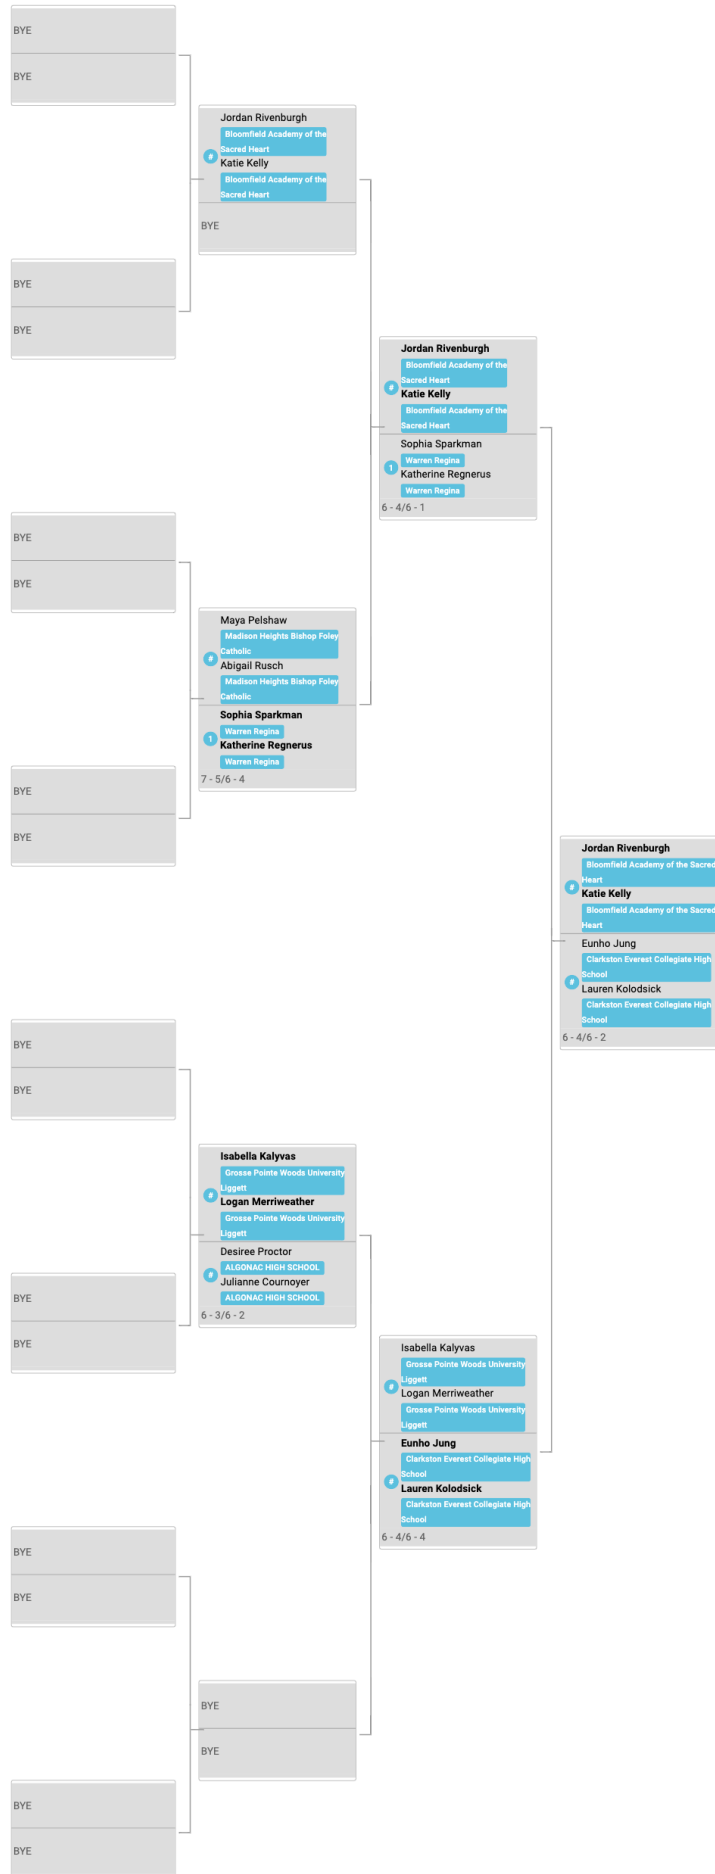 BYE
BYE
Jordan Rivenburgh
Bloomfield Academy of the
Sacred Heart
#
Katie Kelly
Bloomfield Academy of the
Sacred Heart
BYE
BYE
BYE
Jordan Rivenburgh
Bloomfield Academy of the
Sacred Heart
#
Katie Kelly
Bloomfield Academy of the
Sacred Heart
Sophia Sparkman
Warren Regina
1
Katherine Regnerus
Warren Regina
6 - 4/6 - 1
BYE
BYE
Maya Pelshaw
Madison Heights Bishop Foley
Catholic
#
Abigail Rusch
Madison Heights Bishop Foley
Catholic
Sophia Sparkman
Warren Regina
1
Katherine Regnerus
Warren Regina
7 - 5/6 - 4
BYE
BYE
Jordan Rivenburgh
Bloomfield Academy of the Sacred
Heart
#
Katie Kelly
Bloomfield Academy of the Sacred
Heart
Eunho Jung
Clarkston Everest Collegiate High
School
#
Lauren Kolodsick
Clarkston Everest Collegiate High
School
6 - 4/6 - 2
BYE
BYE
Isabella Kalyvas
Grosse Pointe Woods University
Liggett
#
Logan Merriweather
Grosse Pointe Woods University
Liggett
Desiree Proctor
ALGONAC HIGH SCHOOL
#
Julianne Cournoyer
ALGONAC HIGH SCHOOL
6 - 3/6 - 2
BYE
BYE
Isabella Kalyvas
Grosse Pointe Woods University
Liggett
#
Logan Merriweather
Grosse Pointe Woods University
Liggett
Eunho Jung
Clarkston Everest Collegiate High
School
#
Lauren Kolodsick
Clarkston Everest Collegiate High
School
6 - 4/6 - 4
BYE
BYE
BYE
BYE
BYE
BYE